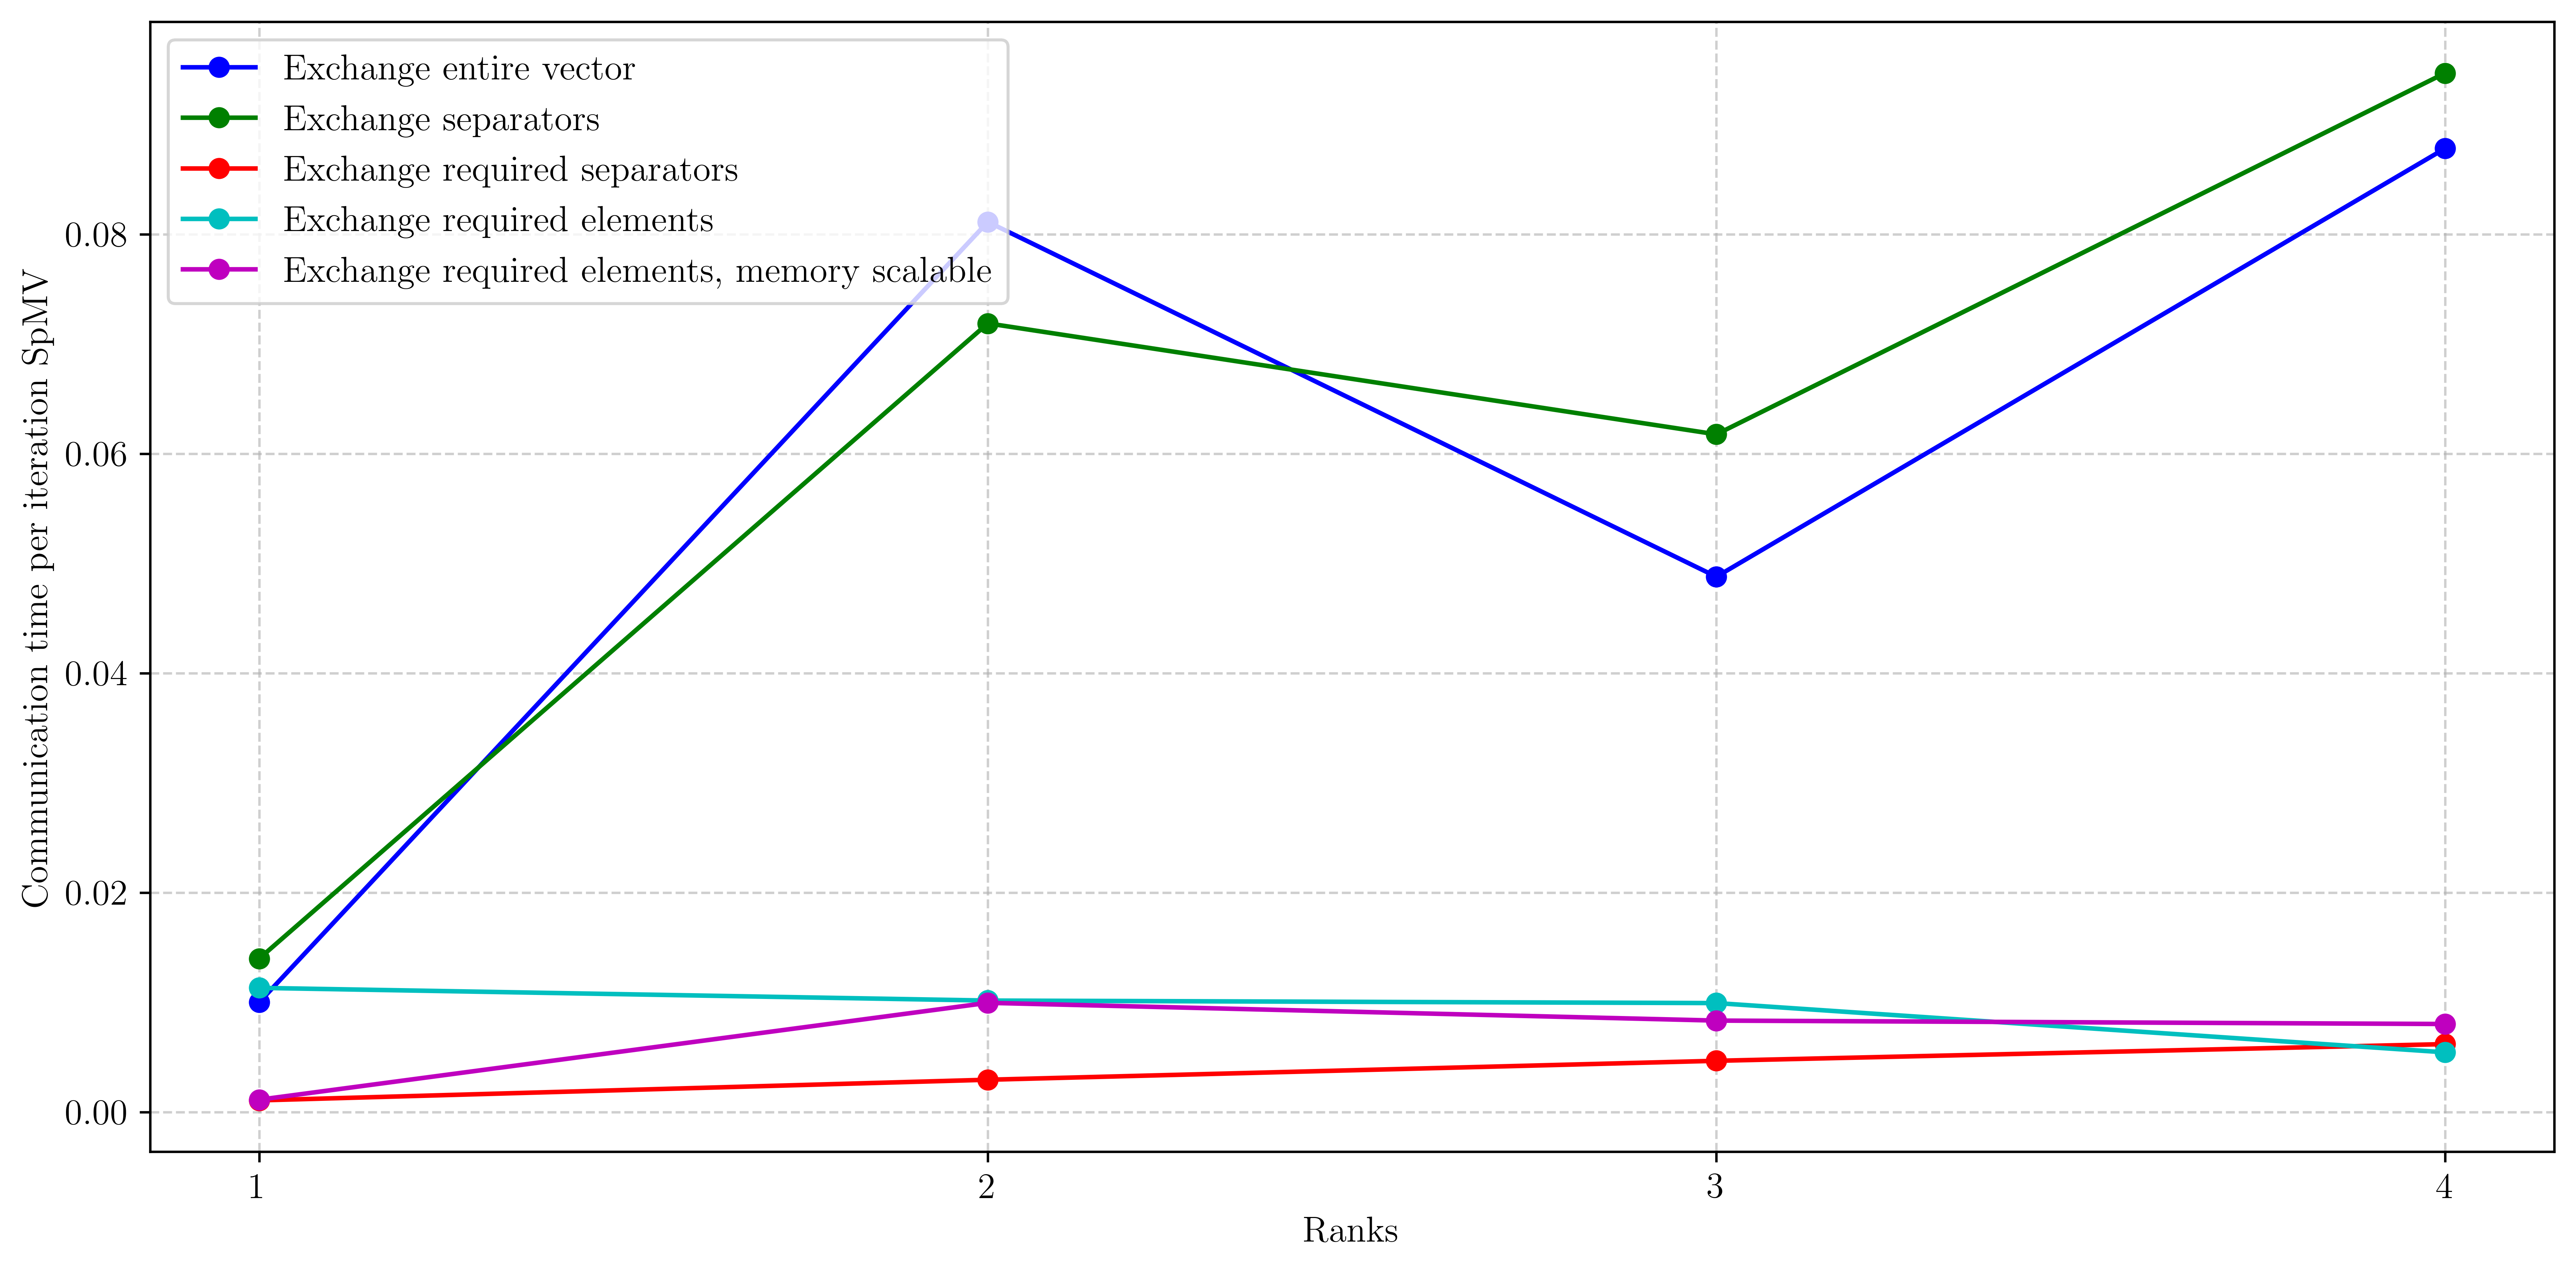 Exchange entire vector
Exchange separators
Exchange required separators
Exchange required elements
Exchange required elements, memory scalable
Communication time per iteration SpMV
0.08
0.06
0.04
0.02
0.00
1 2 3 4
Ranks